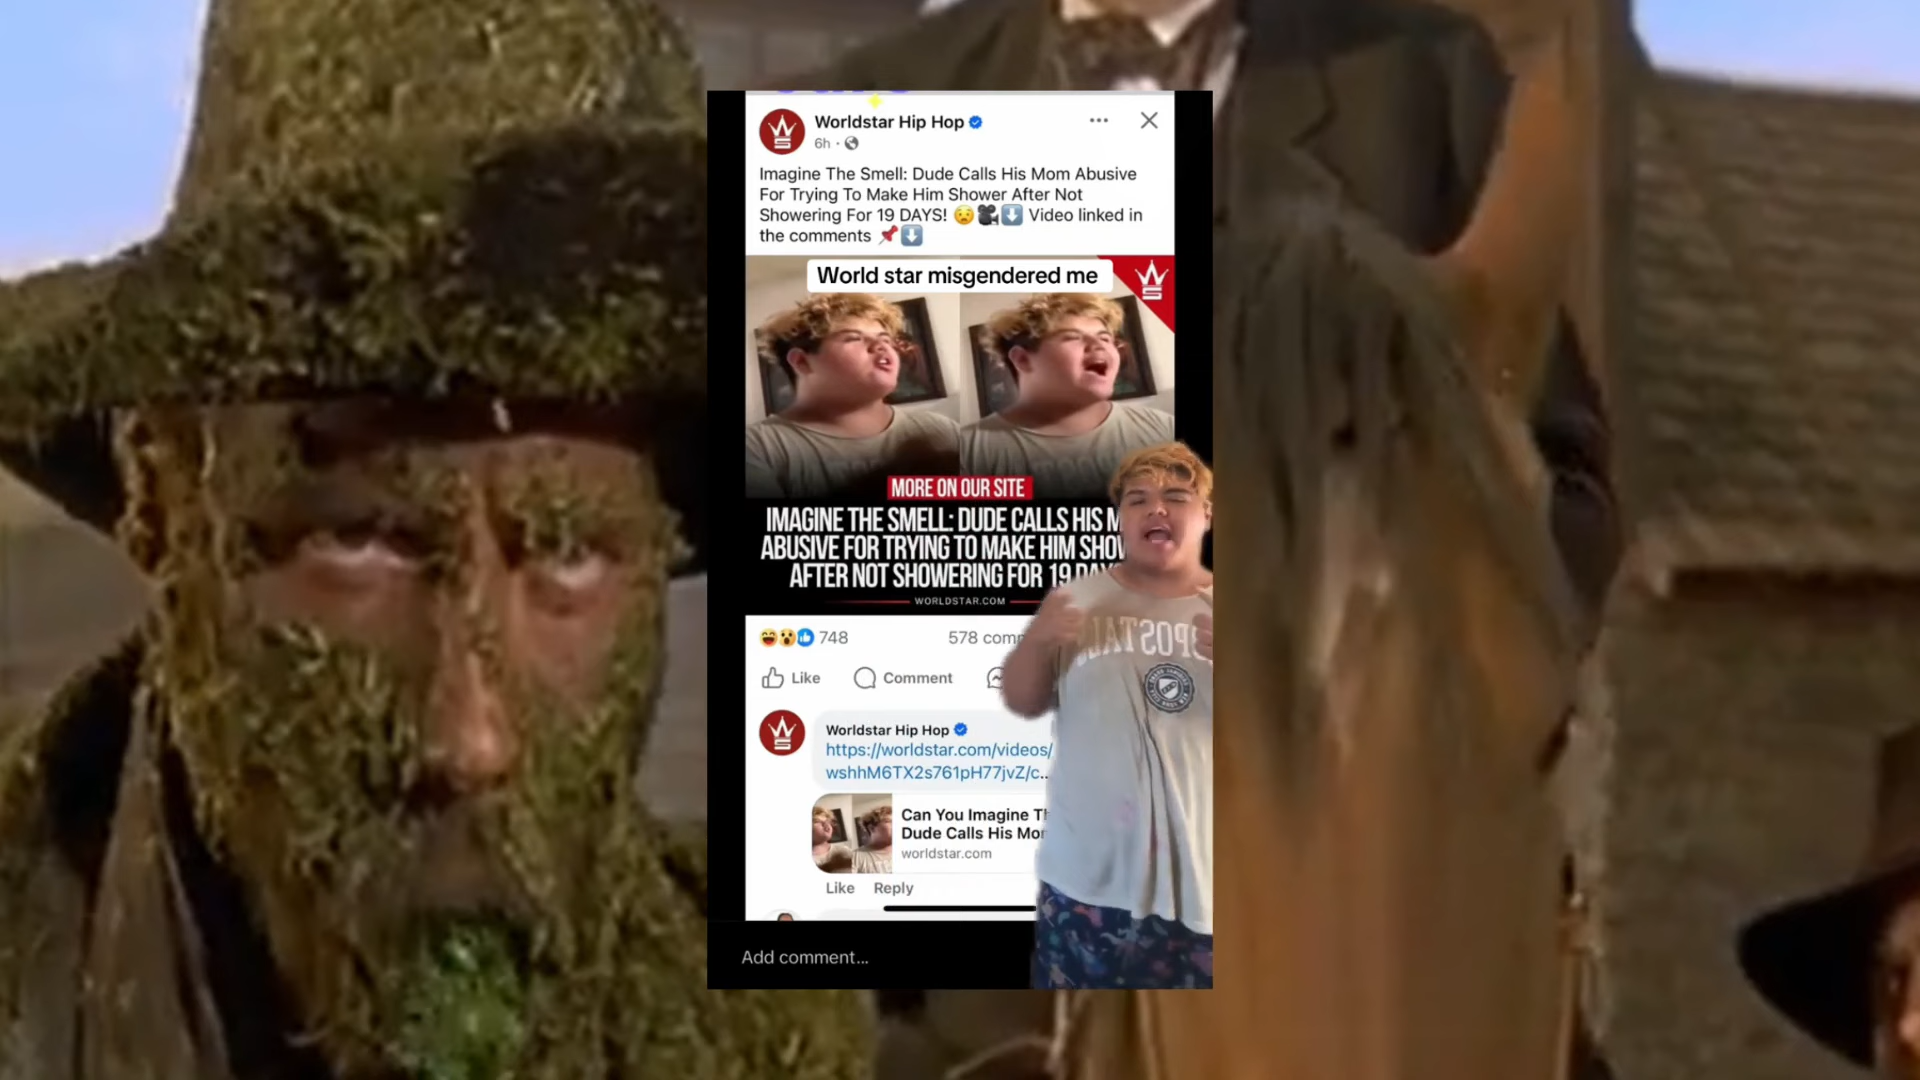 Worldstar Hip Hop
6h
Imagine The Smell: Dude Calls His Mom Abusive
For Trying To Make Him Shower After Not
Showering For 19 DAYS! 😧🎥⬇️ Video linked in
the comments 📌⬇️
World star misgendered me
MORE ON OUR SITE
IMAGINE THE SMELL: DUDE CALLS HIS
ABUSIVE FOR TRYING TO MAKE HIM
AFTER NOT SHOWERING FOR 19
WORLDSTAR.COM
748
578
Like
Comment
Worldstar Hip Hop
https://worldstar.com/videos/
wshhM6TX2s761pH77jvZ/c...
Can You Imagine
Dude Calls His
worldstar.com
Like
Reply
Add comment...